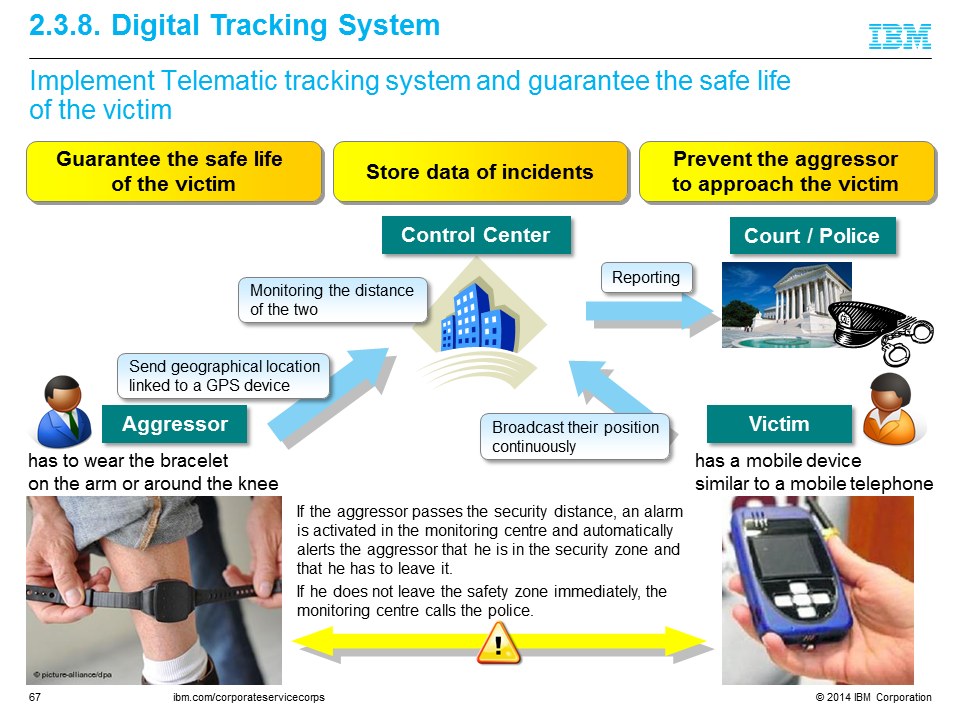 2.3.8. Digital Tracking System
IBM
Implement Telematic tracking system and guarantee the safe life
of the victim
Guarantee the safe life
of the victim
Store data of incidents
Prevent the aggressor
to approach the victim
Control Center
Court / Police
Reporting
Monitoring the distance
of the two
Send geographical location
linked to a GPS device
Aggressor
Broadcast their position
continuously
Victim
has to wear the bracelet
on the arm or around the knee
has a mobile device
similar to a mobile telephone
If the aggressor passes the security distance, an alarm
is activated in the monitoring centre and automatically
alerts the aggressor that he is in the security zone and
that he has to leave it.
If he does not leave the safety zone immediately, the
monitoring centre calls the police.
!
© picture-alliance/dpa
67
ibm.com/corporateservicecorps
© 2014 IBM Corporation